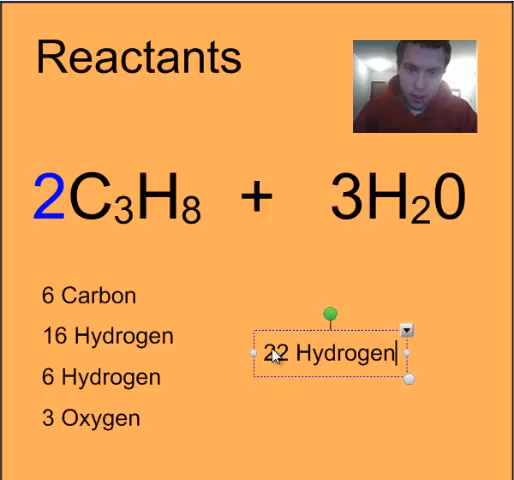 Reactants
2C₃H₈ + 3H₂0
6 Carbon
16 Hydrogen
22 Hydrogen
6 Hydrogen
3 Oxygen